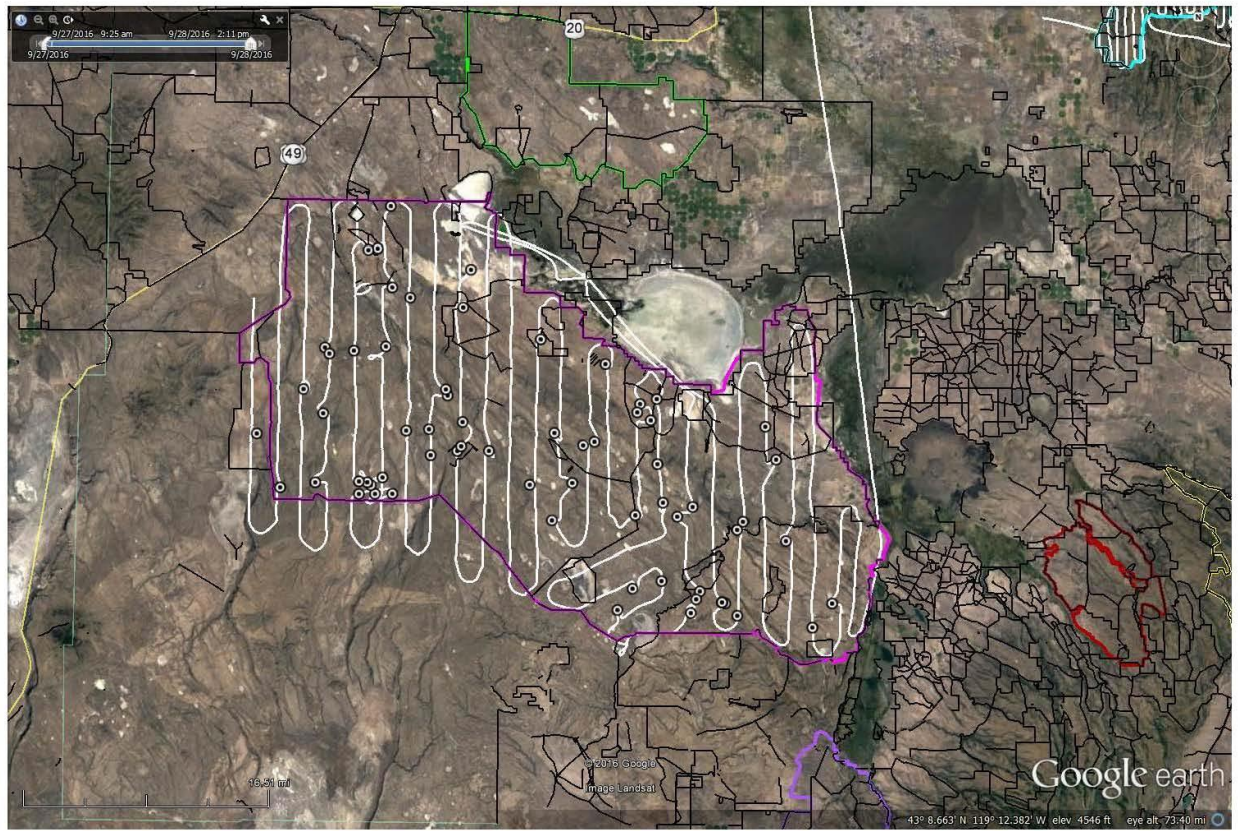 9/27/2016 9:25 am 9/28/2016 2:11 pm
9/27/2016 9/28/2016
20
N
49
16.51 mi
© 2016 Google
Image Landsat
Google earth
43° 8.663' N 119° 12.382' W elev 4546 ft eye alt 73.40 mi